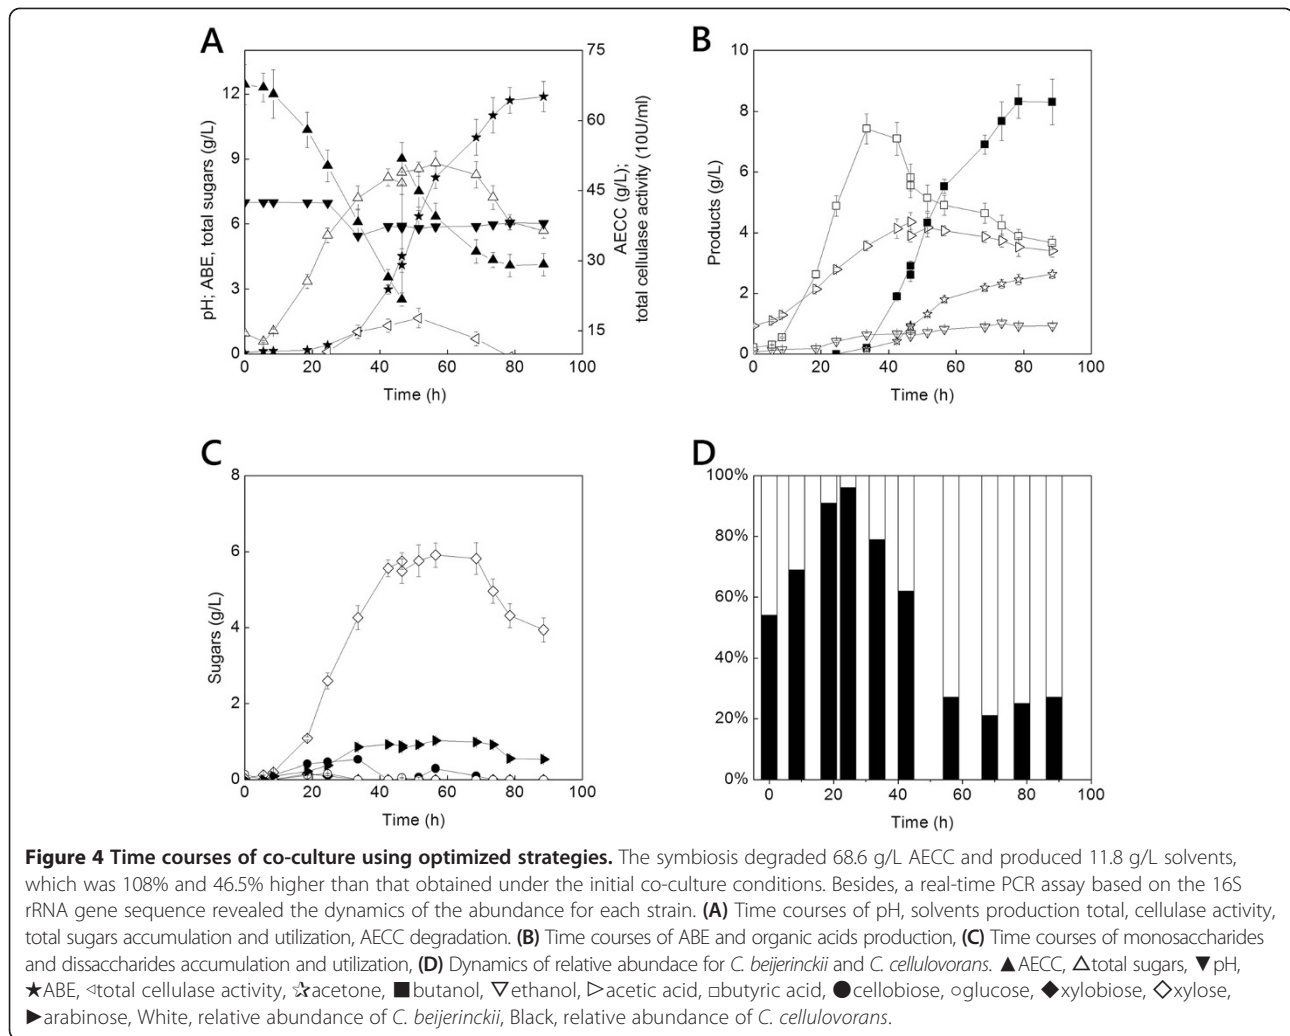 A
B
75
60
45
30
15
12
9
6
3
0
0 20 40 60 80 100
Time (h)
pH; ABE, total sugars (g/L)
AECC (g/L);
total cellulase activity (10U/ml)
10
8
6
4
2
0
0 20 40 60 80 100
Time (h)
Products (g/L)
C
D
8
6
4
2
0
0 20 40 60 80 100
Time (h)
Sugars (g/L)
100%
80%
60%
40%
20%
0%
0 20 40 60 80 100
Time (h)
Figure 4 Time courses of co-culture using optimized strategies. The symbiosis degraded 68.6 g/L AECC and produced 11.8 g/L solvents,
which was 108% and 46.5% higher than that obtained under the initial co-culture conditions. Besides, a real-time PCR assay based on the 16S
rRNA gene sequence revealed the dynamics of the abundance for each strain. (A) Time courses of pH, solvents production total, cellulase activity,
total sugars accumulation and utilization, AECC degradation. (B) Time courses of ABE and organic acids production, (C) Time courses of monosaccharides
and dissaccharides accumulation and utilization, (D) Dynamics of relative abundace for C. beijerinckii and C. cellulovorans. ▲AECC, △total sugars, ▼pH,
★ABE, ◁total cellulase activity, ☆acetone, ■butanol, ▽ethanol, ▷acetic acid, □butyric acid, ●cellobiose, ○glucose, ◆xylobiose, ◇xylose,
▶arabinose, White, relative abundance of C. beijerinckii, Black, relative abundance of C. cellulovorans.